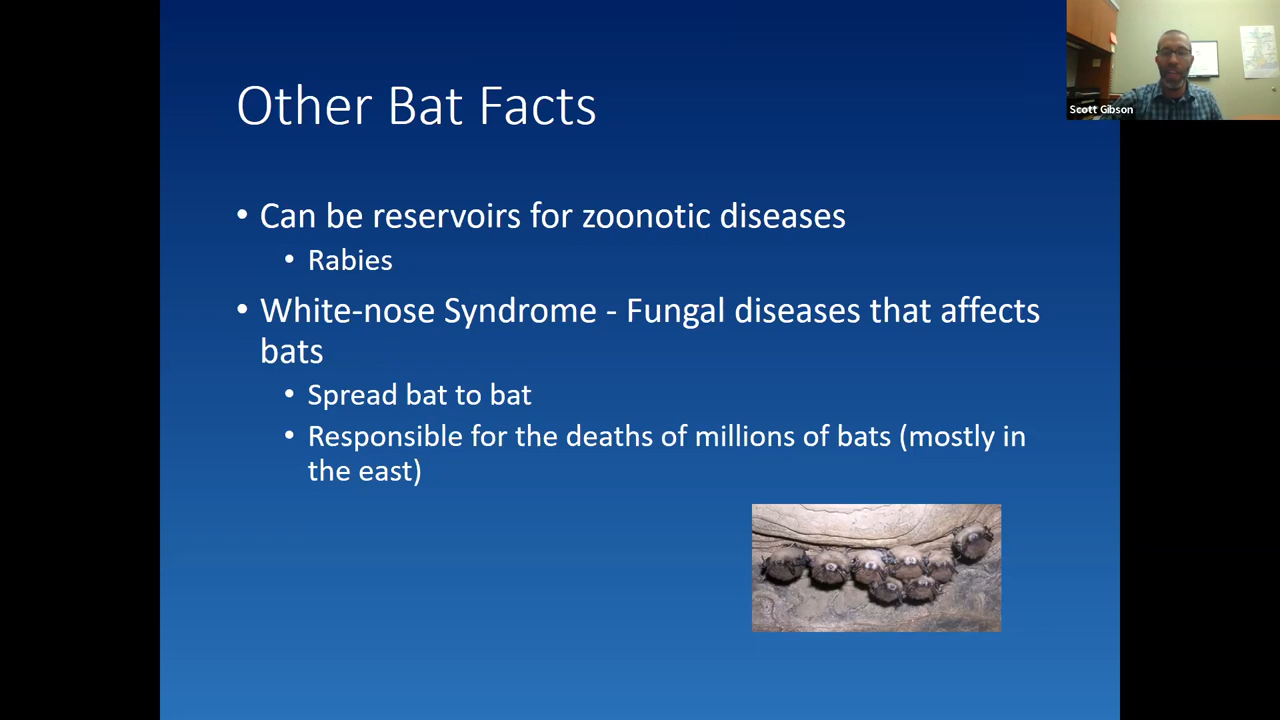 Other Bat Facts
• Can be reservoirs for zoonotic diseases
• Rabies
• White-nose Syndrome - Fungal diseases that affects
bats
• Spread bat to bat
• Responsible for the deaths of millions of bats (mostly in
the east)
Scott Gibson